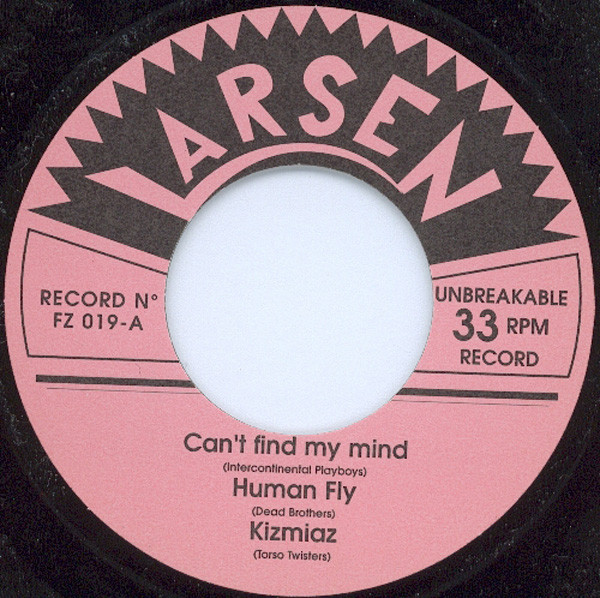 LARSEN
RECORD N°
FZ 019-A
UNBREAKABLE
33 RPM
RECORD
Can't find my mind
(Intercontinental Playboys)
Human Fly
(Dead Brothers)
Kizmiaz
(Torso Twisters)